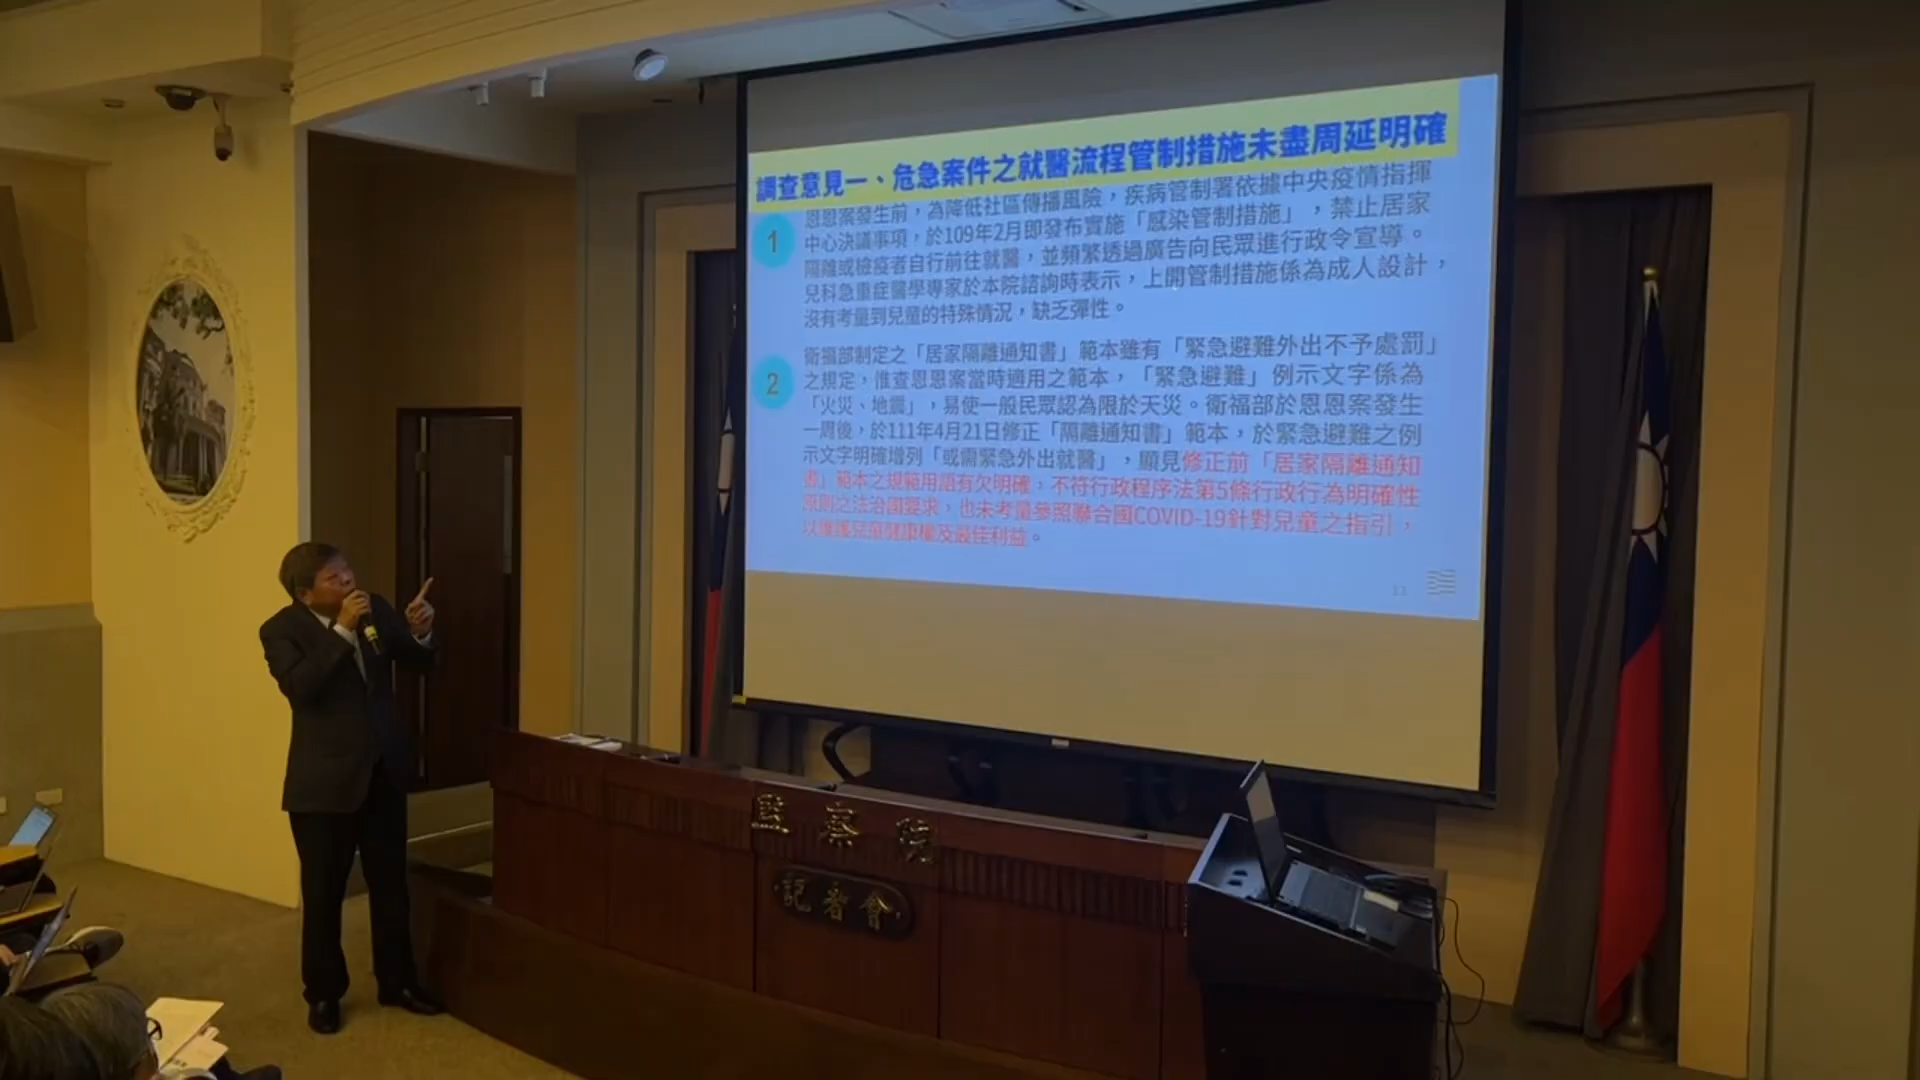 調查意見一、危急案件之就醫流程管制措施未盡周延明確
1
恩恩案發生前，為降低社區傳播風險，疾病管制署依據中央疫情指揮
中心決議事項，於109年2月即發布實施「感染管制措施」，禁止居家
隔離或檢疫者自行前往就醫，並頻繁透過廣告向民眾進行政令宣導。
兒科急重症醫學專家於本院諮詢時表示，上開管制措施係為成人設計，
沒有考量到兒童的特殊情況，缺乏彈性。
2
衛福部制定之「居家隔離通知書」範本雖有「緊急避難外出不予處罰」
之規定，惟查恩恩案當時適用之範本，「緊急避難」例示文字係為
「火災、地震」，易使一般民眾認為限於天災。衛福部於恩恩案發生
一周後，於111年4月21日修正「隔離通知書」範本，於緊急避難之例
示文字明確增列「或需緊急外出就醫」，顯見修正前「居家隔離通知
書」範本之規範用語有欠明確，不符行政程序法第5條行政行為明確性
原則之法治國要求，也未考量參照聯合國COVID-19針對兒童之指引，
以維護兒童健康權及最佳利益。
13
監察院
記者會